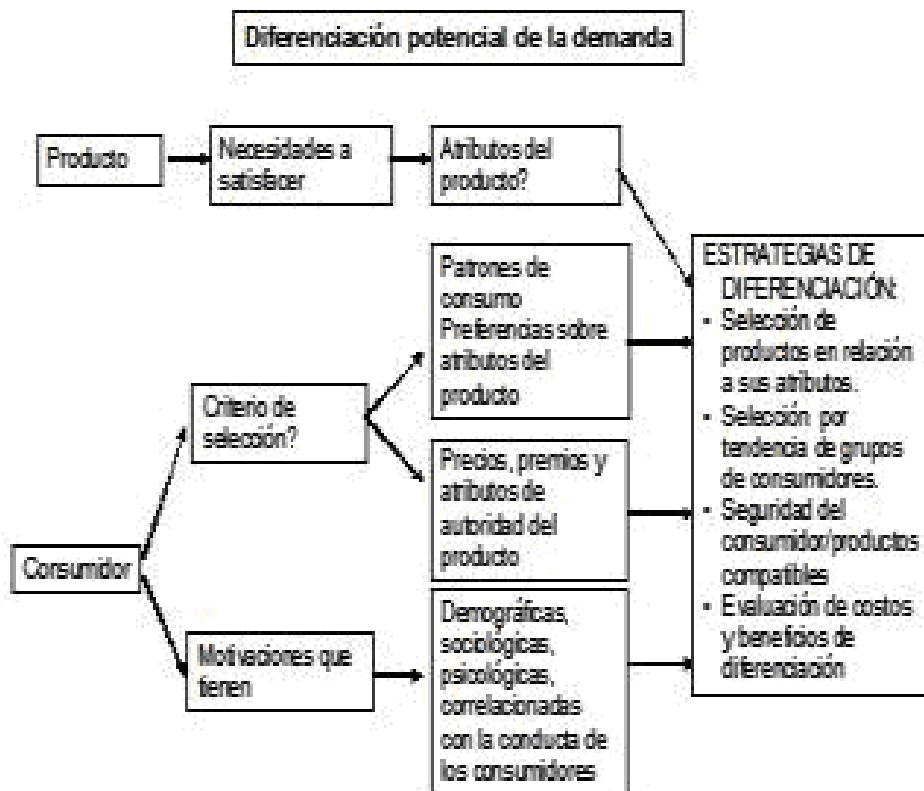 Diferenciación potencial de la demanda
Producto
Necesidades a
satisfacer
Atributos del
producto?
Patrones de
consumo
Preferencias sobre
atributos del
producto
Criterio de
selección?
Precios, premios y
atributos de
autoridad del
producto
Consumidor
Motivaciones que
tienen
Demográficas,
sociológicas,
psicológicas,
correlacionadas
con la conducta de
los consumidores
ESTRATEGIAS DE
DIFERENCIACIÓN:
• Selección de
productos en relación
a sus atributos.
• Selección por
tendencia de grupos
de consumidores.
• Seguridad del
consumidor/productos
compatibles
• Evaluación de costos
y beneficios de
diferenciación